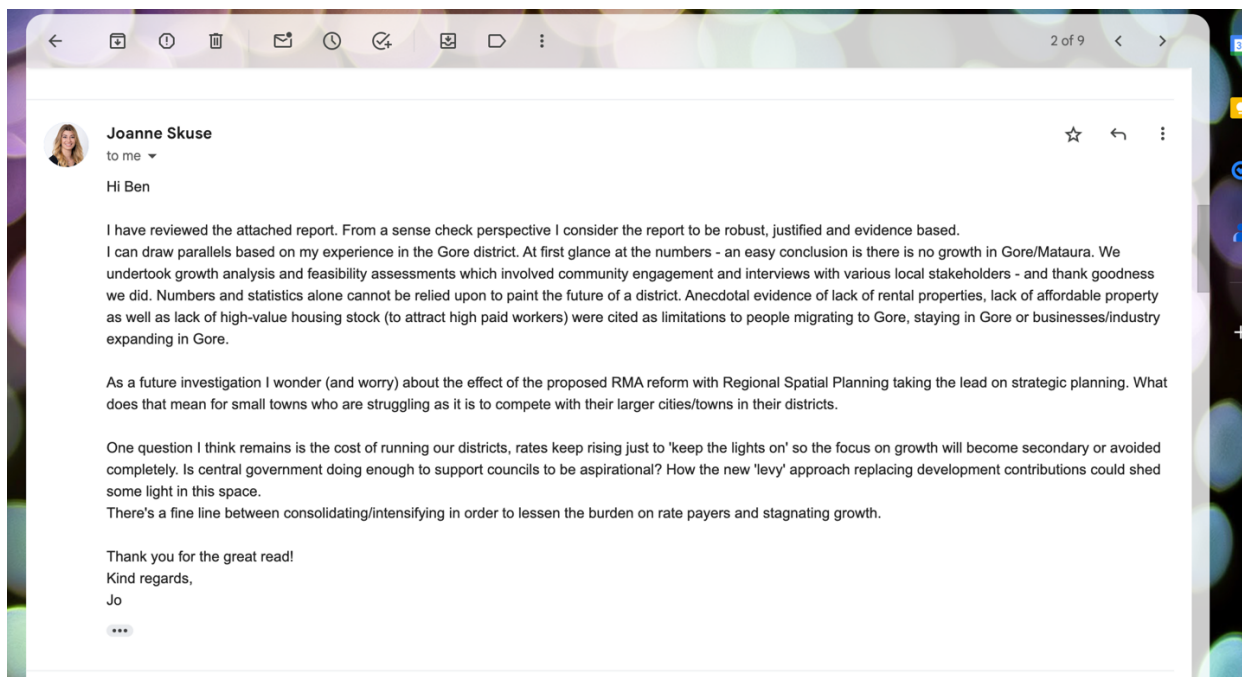 2 of 9
3
Joanne Skuse
to me
Hi Ben
I have reviewed the attached report. From a sense check perspective I consider the report to be robust, justified and evidence based.
I can draw parallels based on my experience in the Gore district. At first glance at the numbers - an easy conclusion is there is no growth in Gore/Mataura. We
undertook growth analysis and feasibility assessments which involved community engagement and interviews with various local stakeholders - and thank goodness
we did. Numbers and statistics alone cannot be relied upon to paint the future of a district. Anecdotal evidence of lack of rental properties, lack of affordable property
as well as lack of high-value housing stock (to attract high paid workers) were cited as limitations to people migrating to Gore, staying in Gore or businesses/industry
expanding in Gore.
As a future investigation I wonder (and worry) about the effect of the proposed RMA reform with Regional Spatial Planning taking the lead on strategic planning. What
does that mean for small towns who are struggling as it is to compete with their larger cities/towns in their districts.
One question I think remains is the cost of running our districts, rates keep rising just to 'keep the lights on' so the focus on growth will become secondary or avoided
completely. Is central government doing enough to support councils to be aspirational? How the new 'levy' approach replacing development contributions could shed
some light in this space.
There's a fine line between consolidating/intensifying in order to lessen the burden on rate payers and stagnating growth.
Thank you for the great read!
Kind regards,
Jo